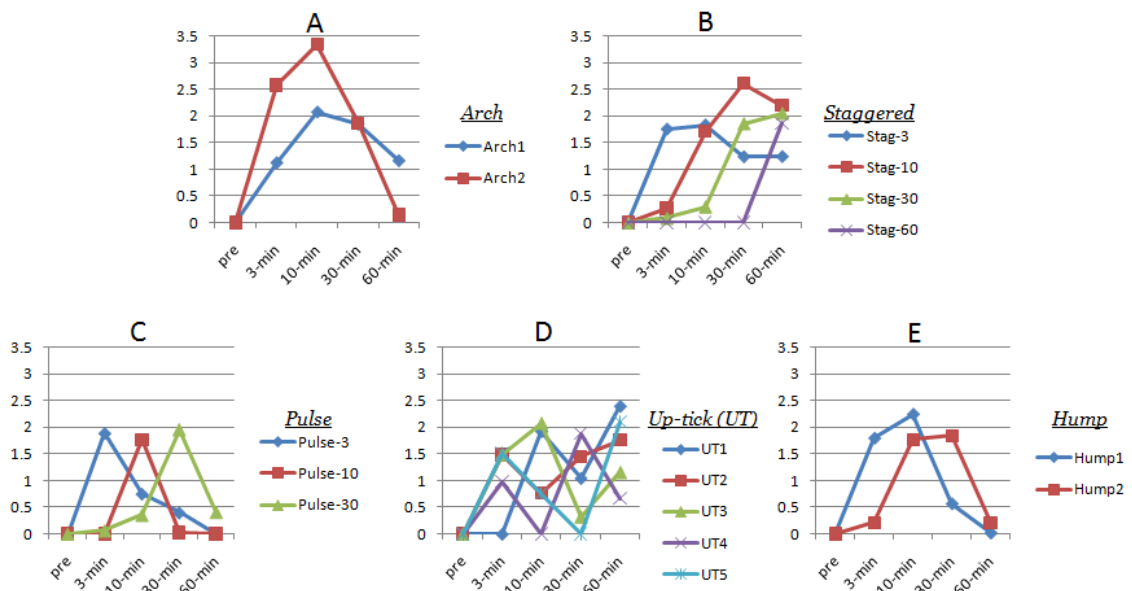 A
3.5
3
2.5
2
1.5
1
0.5
0
pre
3-min
10-min
30-min
60-min
Arch
Arch1
Arch2
B
3.5
3
2.5
2
1.5
1
0.5
0
pre
3-min
10-min
30-min
60-min
Staggered
Stag-3
Stag-10
Stag-30
Stag-60
C
3.5
3
2.5
2
1.5
1
0.5
0
pre
3-min
10-min
30-min
60-min
Pulse
Pulse-3
Pulse-10
Pulse-30
D
3.5
3
2.5
2
1.5
1
0.5
0
pre
3-min
10-min
30-min
60-min
Up-tick (UT)
UT1
UT2
UT3
UT4
UT5
E
3.5
3
2.5
2
1.5
1
0.5
0
pre
3-min
10-min
30-min
60-min
Hump
Hump1
Hump2